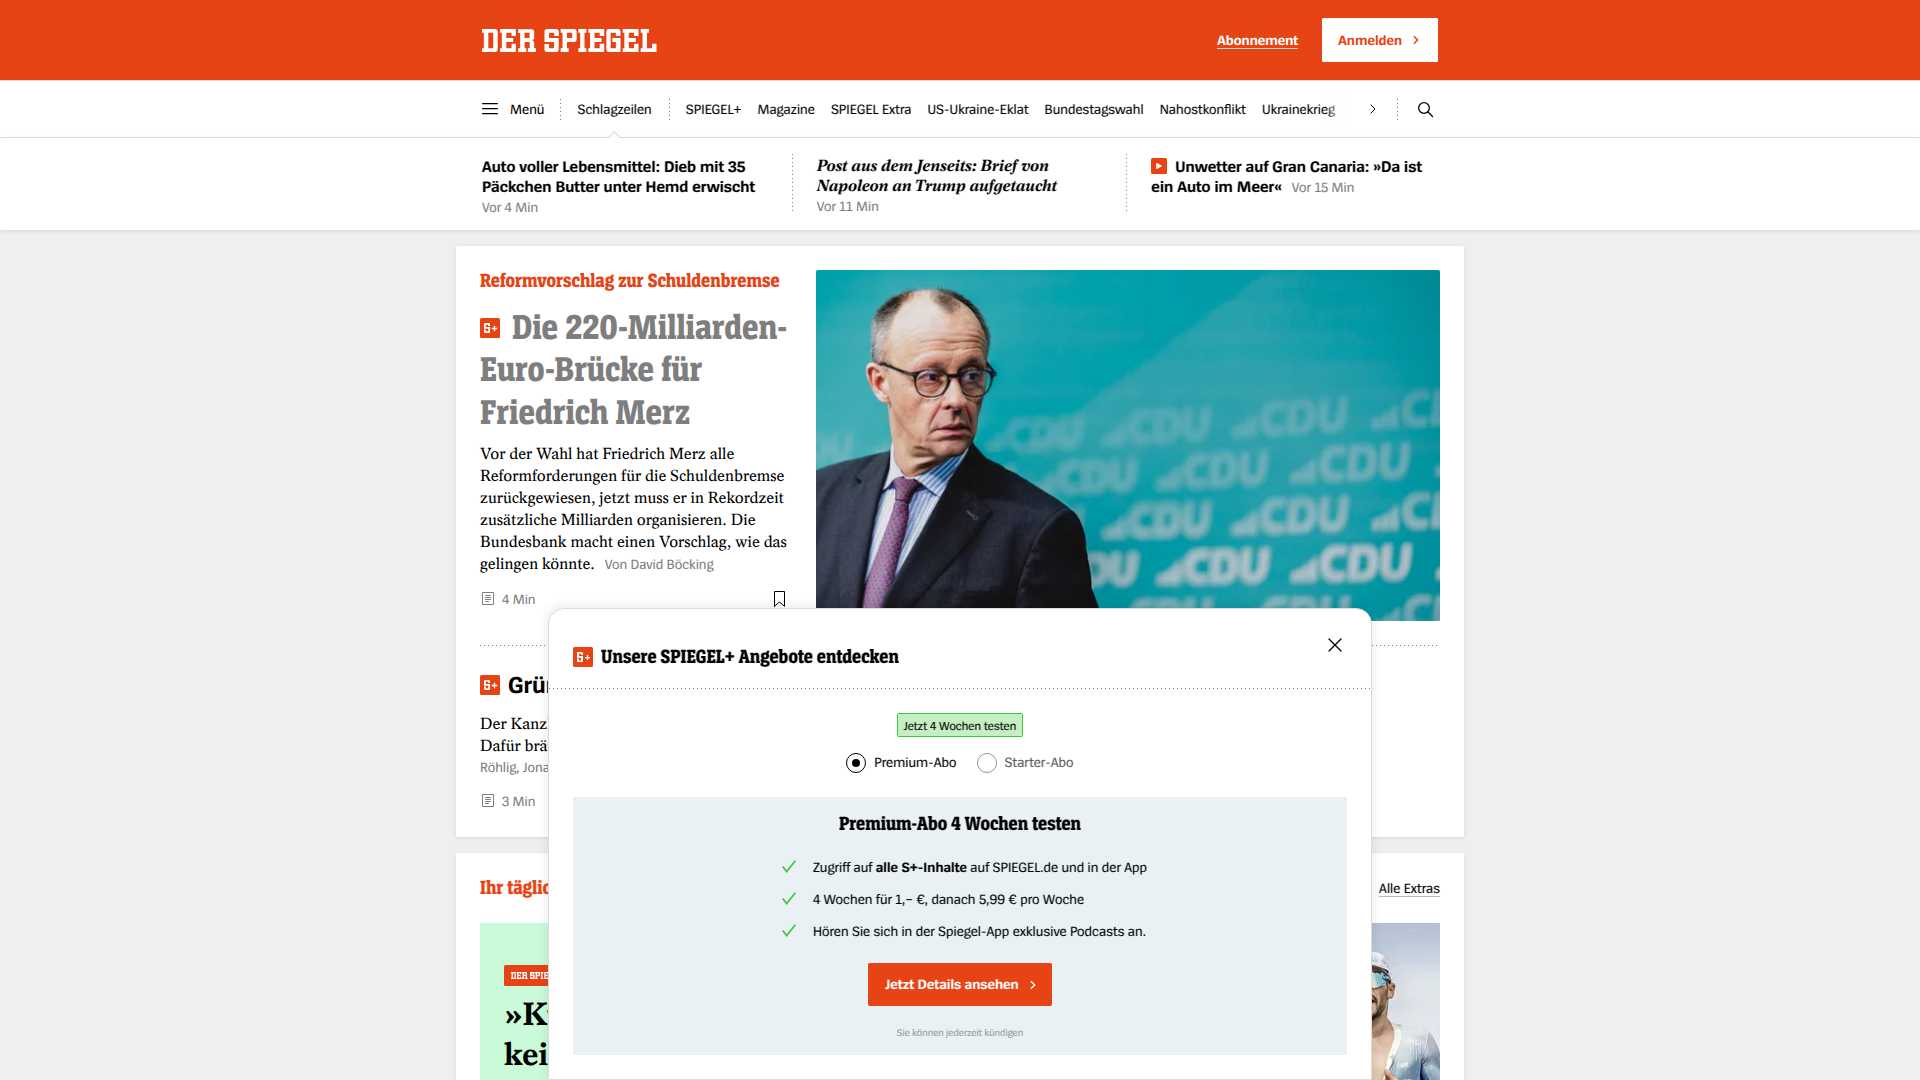 DER SPIEGEL
Abonnement
Anmelden
Menü
Schlagzeilen
SPIEGEL+
Magazine
SPIEGEL Extra
US-Ukraine-Eklat
Bundestagswahl
Nahostkonflikt
Ukrainekrieg
Auto voller Lebensmittel: Dieb mit 35
Päckchen Butter unter Hemd erwischt
Vor 4 Min
Post aus dem Jenseits: Brief von
Napoleon an Trump aufgetaucht
Vor 11 Min
Unwetter auf Gran Canaria: »Da ist
ein Auto im Meer« Vor 15 Min
Reformvorschlag zur Schuldenbremse
S+ Die 220-Milliarden-
Euro-Brücke für
Friedrich Merz
Vor der Wahl hat Friedrich Merz alle
Reformforderungen für die Schuldenbremse
zurückgewiesen, jetzt muss er in Rekordzeit
zusätzliche Milliarden organisieren. Die
Bundesbank macht einen Vorschlag, wie das
gelingen könnte. Von David Böcking
4 Min
CDU CDU
CDU CDU CDU
CDU CDU
CDU CDU CDU
S+ Unsere SPIEGEL+ Angebote entdecken
S+
Der Kanz
Dafür brä
Röhlig, Jona
3 Min
Jetzt 4 Wochen testen
Premium-Abo
Starter-Abo
Premium-Abo 4 Wochen testen
Zugriff auf alle S+-Inhalte auf SPIEGEL.de und in der App
4 Wochen für 1,– €, danach 5,99 € pro Woche
Hören Sie sich in der Spiegel-App exklusive Podcasts an.
Jetzt Details ansehen
Sie können jederzeit kündigen
Ihr täglic
Alle Extras
DER SPIE
»K
kei